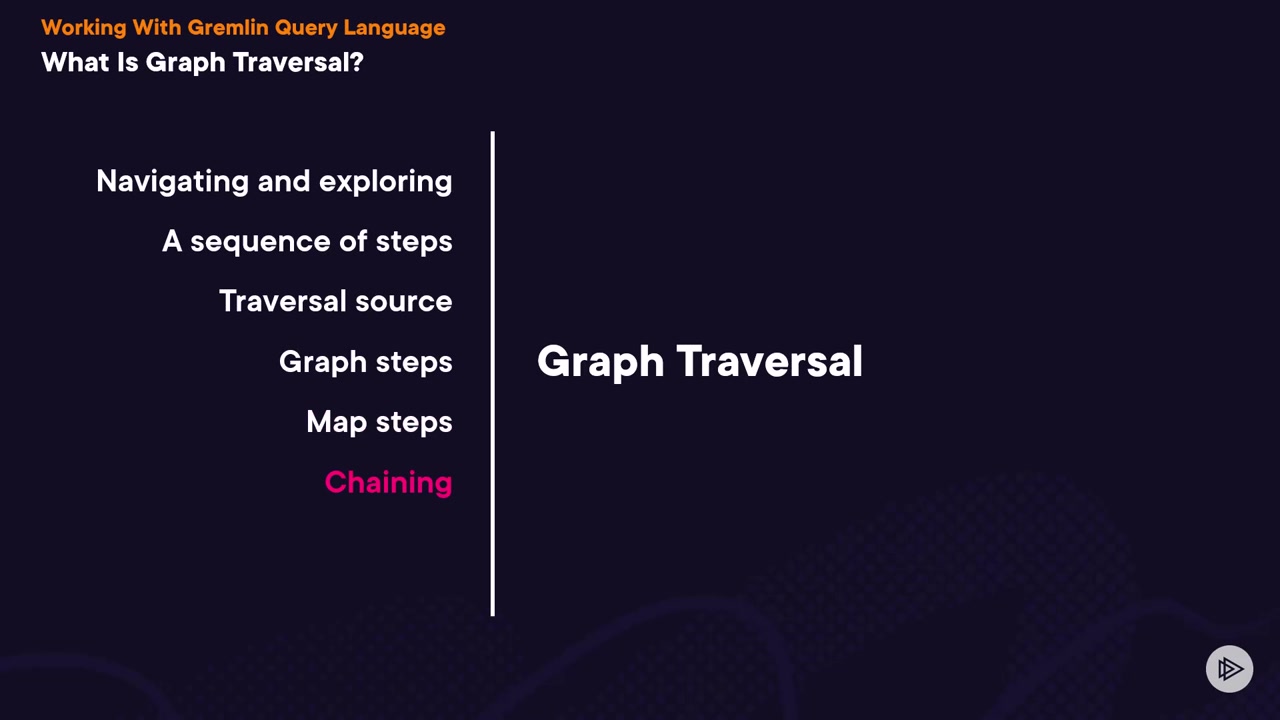 Working With Gremlin Query Language
What Is Graph Traversal?
Navigating and exploring
A sequence of steps
Traversal source
Graph steps
Map steps
Chaining
Graph Traversal